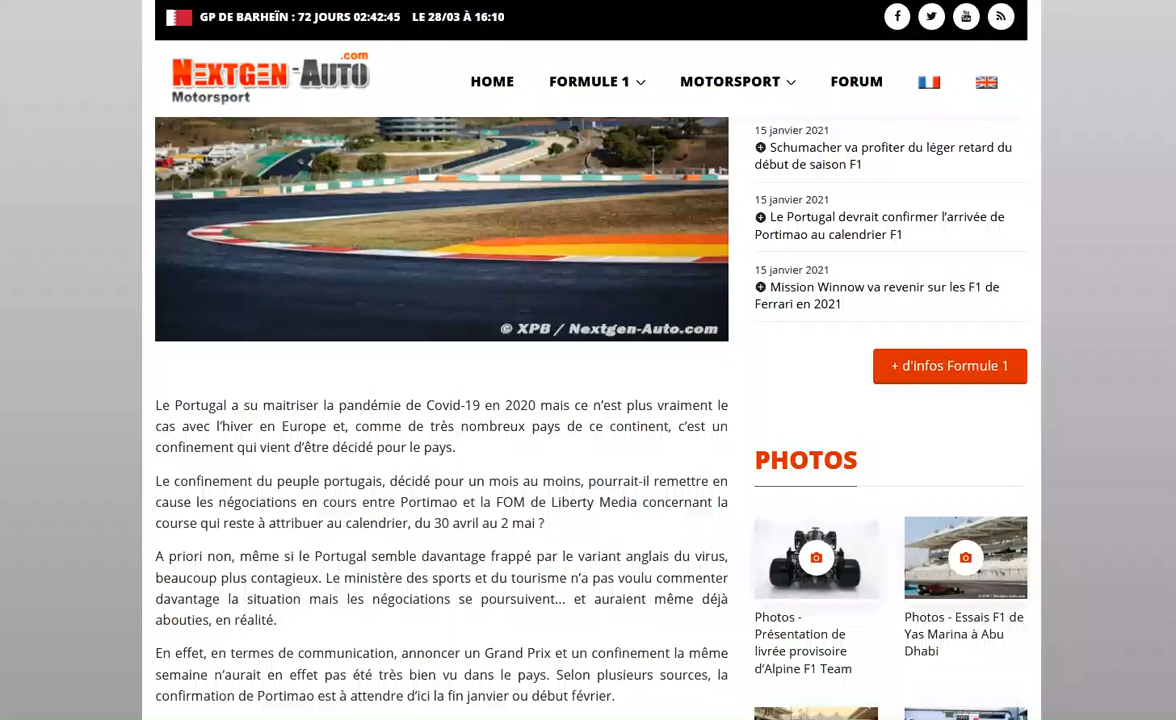 GP DE BARHEÏN : 72 JOURS 02:42:45 LE 28/03 À 16:10
NEXTGEN-AUTO.com
Motorsport
HOME FORMULE 1 MOTORSPORT FORUM
© XPB / Nextgen-Auto.com
Le Portugal a su maitriser la pandémie de Covid-19 en 2020 mais ce n’est plus vraiment le
cas avec l’hiver en Europe et, comme de très nombreux pays de ce continent, c’est un
confinement qui vient d’être décidé pour le pays.
Le confinement du peuple portugais, décidé pour un mois au moins, pourrait-il remettre en
cause les négociations en cours entre Portimao et la FOM de Liberty Media concernant la
course qui reste à attribuer au calendrier, du 30 avril au 2 mai ?
A priori non, même si le Portugal semble davantage frappé par le variant anglais du virus,
beaucoup plus contagieux. Le ministère des sports et du tourisme n’a pas voulu commenter
davantage la situation mais les négociations se poursuivent... et auraient même déjà
abouties, en réalité.
En effet, en termes de communication, annoncer un Grand Prix et un confinement la même
semaine n’aurait en effet pas été très bien vu dans le pays. Selon plusieurs sources, la
confirmation de Portimao est à attendre d’ici la fin janvier ou début février.
15 janvier 2021
Schumacher va profiter du léger retard du
début de saison F1
15 janvier 2021
Le Portugal devrait confirmer l’arrivée de
Portimao au calendrier F1
15 janvier 2021
Mission Winnow va revenir sur les F1 de
Ferrari en 2021
+ d'infos Formule 1
PHOTOS
Photos -
Présentation de
livrée provisoire
d’Alpine F1 Team
Photos - Essais F1 de
Yas Marina à Abu
Dhabi